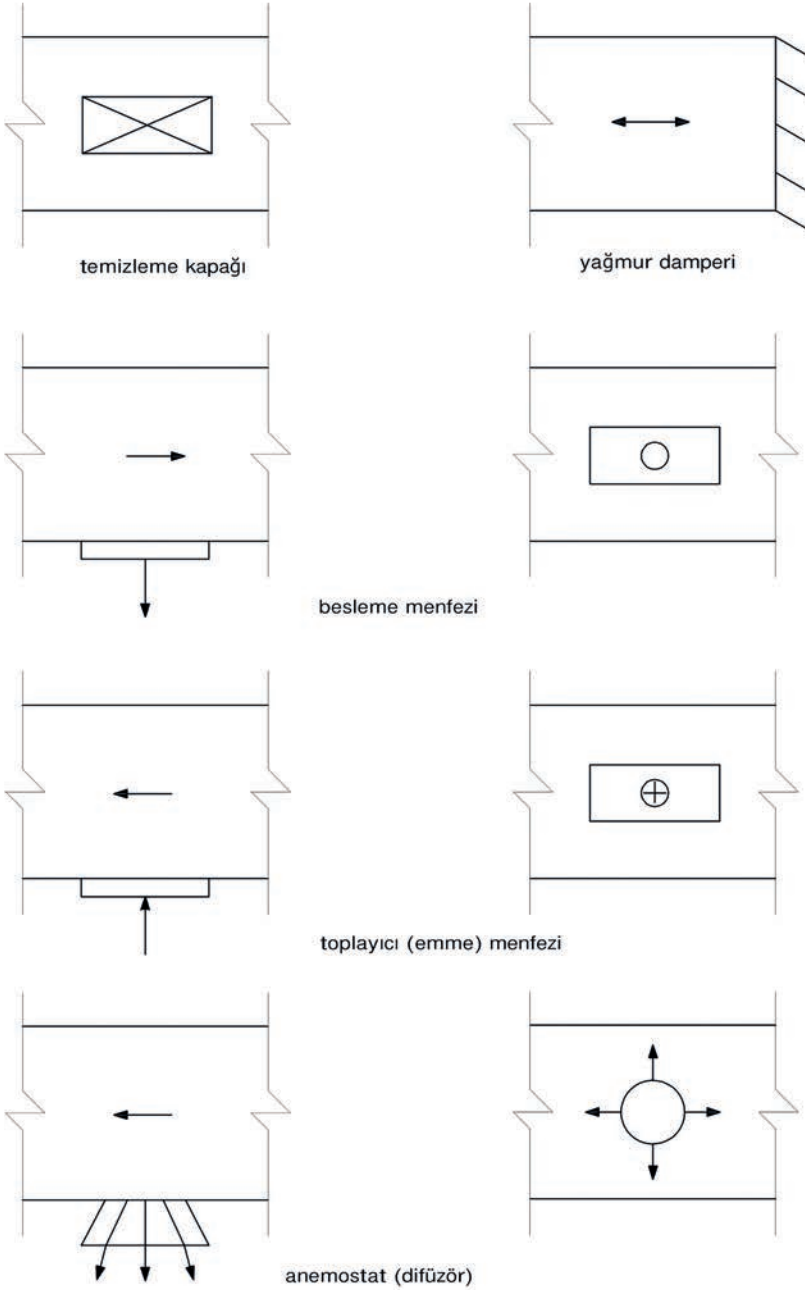 temizleme kapağı
yağmur damperi
besleme menfezi
toplayıcı (emme) menfezi
anemostat (difüzör)